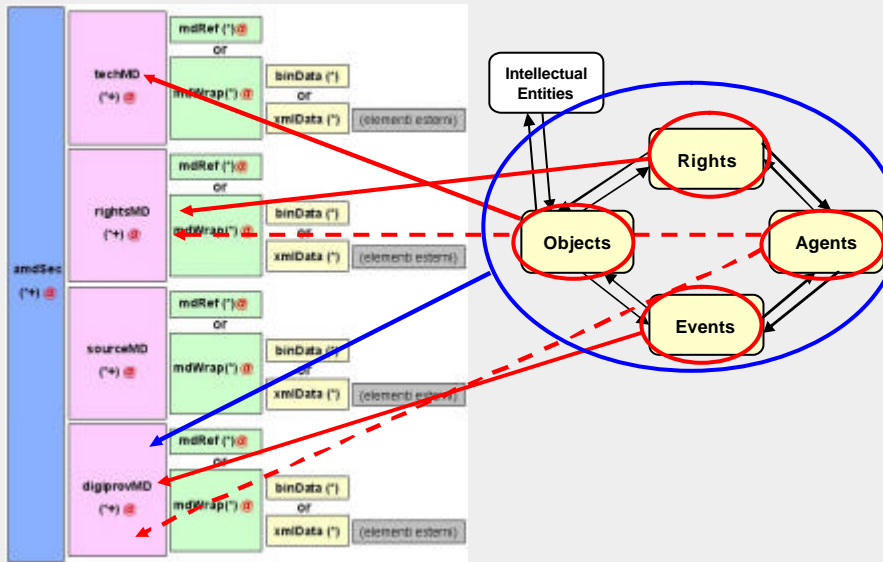 amdSec
(*+) @
techMD
(*+) @
mdRef (*)@
or
mdWrap(*) @
binData (*)
or
xmlData (*)
(elementi esterni)
rightsMD
(*+) @
mdRef (*)@
or
mdWrap(*) @
binData (*)
or
xmlData (*)
(elementi esterni)
sourceMD
(*+) @
mdRef (*)@
or
mdWrap(*) @
binData (*)
or
xmlData (*)
(elementi esterni)
digiprovMD
(*+) @
mdRef (*)@
or
mdWrap(*) @
binData (*)
or
xmlData (*)
(elementi esterni)
Intellectual
Entities
Rights
Objects
Agents
Events